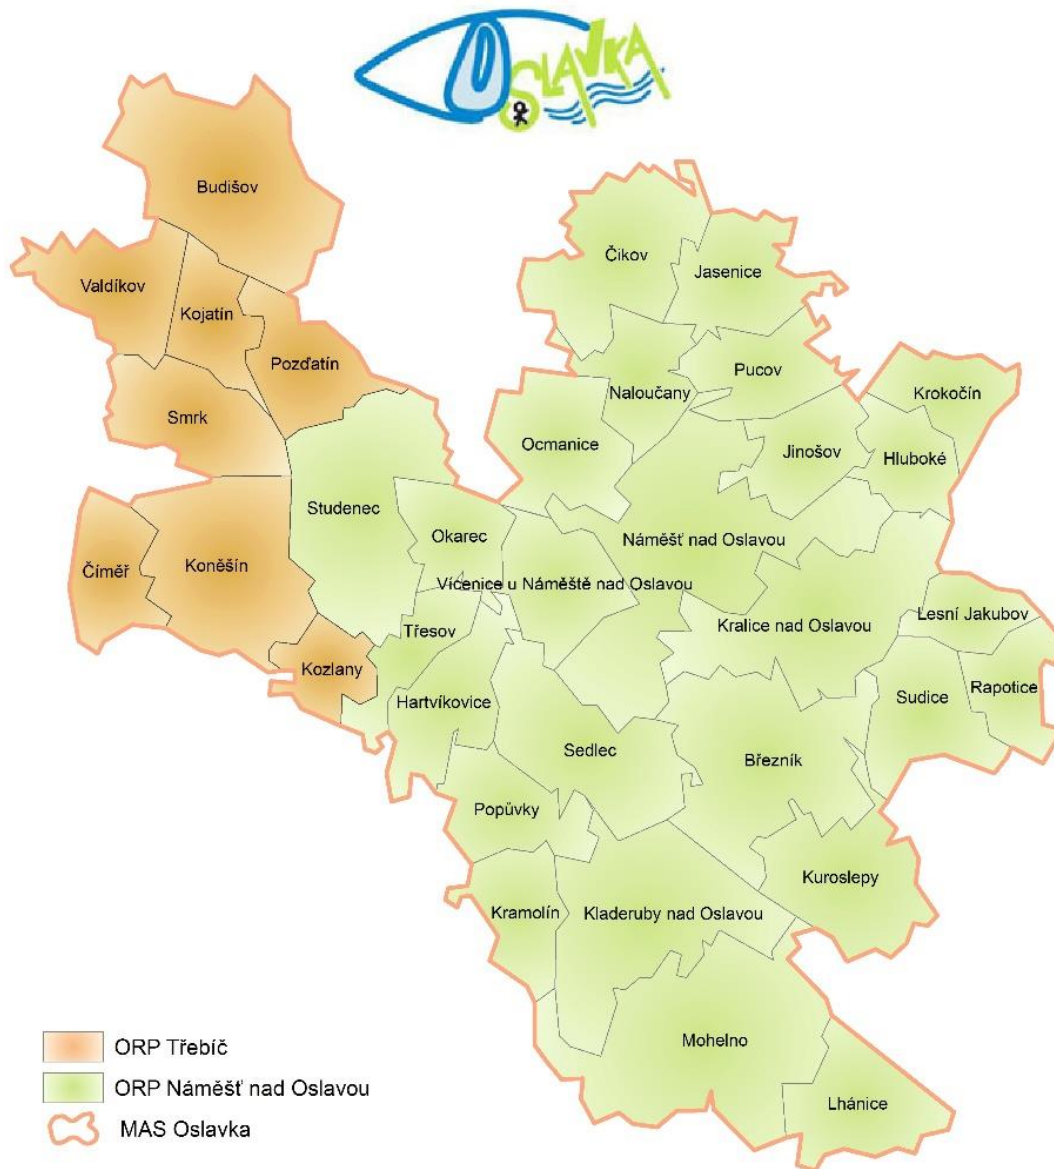 OSLAVKA
Budišov
Čikov
Jasenice
Valdíkov
Kojatín
Pozďatín
Pucov
Naloučany
Krokočín
Smrk
Ocmanice
Jinošov
Hluboké
Studenec
Okarec
Náměšť nad Oslavou
Číměř
Koněšín
Vícenice u Náměště nad Oslavou
Lesní Jakubov
Třesov
Kralice nad Oslavou
Kozlany
Hartvíkovice
Sudice
Rapotice
Sedlec
Březník
Popůvky
Kuroslepy
Kramolín
Kladeruby nad Oslavou
Mohelno
Lhánice
ORP Třebíč
ORP Náměšť nad Oslavou
MAS Oslavka